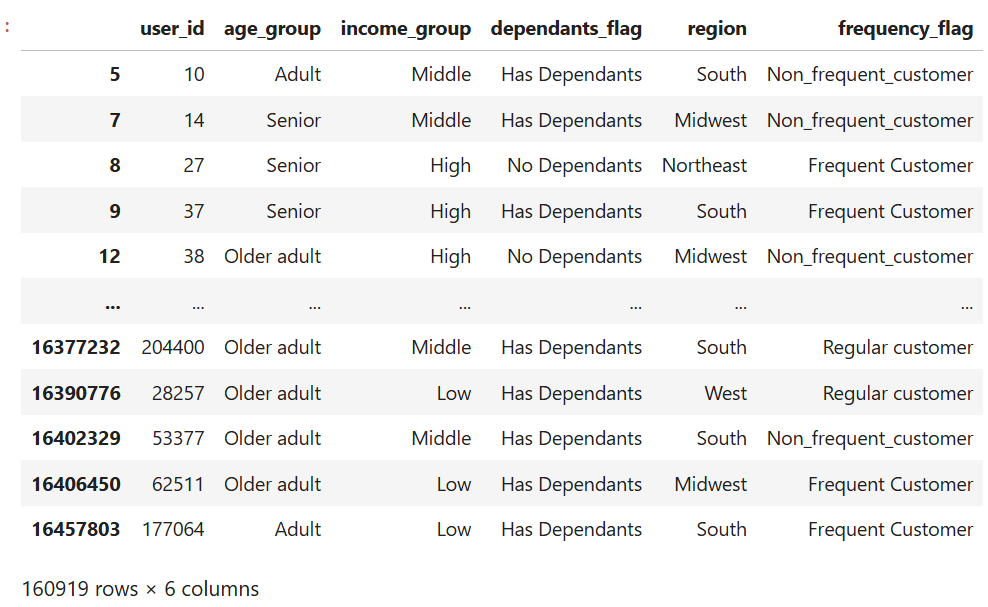 :
user_id age_group income_group dependants_flag region frequency_flag
5 10 Adult Middle Has Dependants South Non_frequent_customer
7 14 Senior Middle Has Dependants Midwest Non_frequent_customer
8 27 Senior High No Dependants Northeast Frequent Customer
9 37 Senior High Has Dependants South Frequent Customer
12 38 Older adult High No Dependants Midwest Non_frequent_customer
... ... ... ... ... ... ...
16377232 204400 Older adult Middle Has Dependants South Regular customer
16390776 28257 Older adult Low Has Dependants West Regular customer
16402329 53377 Older adult Middle Has Dependants South Non_frequent_customer
16406450 62511 Older adult Low Has Dependants Midwest Frequent Customer
16457803 177064 Adult Low Has Dependants South Frequent Customer
160919 rows × 6 columns